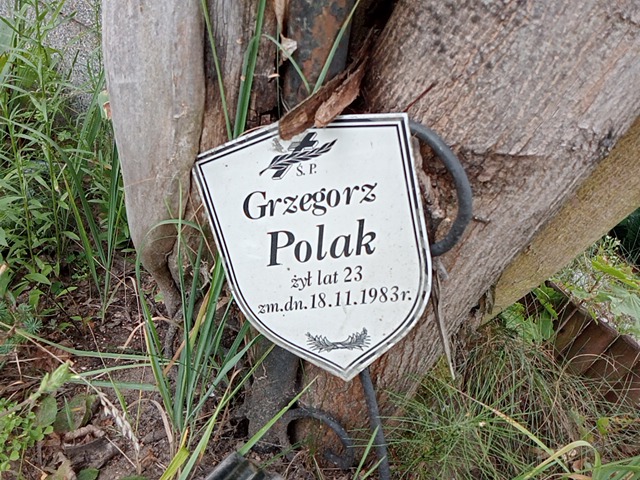 Ś.P.
Grzegorz
Polak
żył lat 23
zm.dn.18.11.1983r.